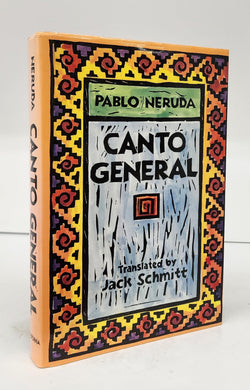 NERUDA
CANTO GENERAL
PABLO NERUDA
CANTO
GENERAL
Translated by
Jack Schmitt